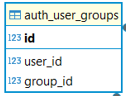 auth_user_groups
123 id
123 user_id
123 group_id